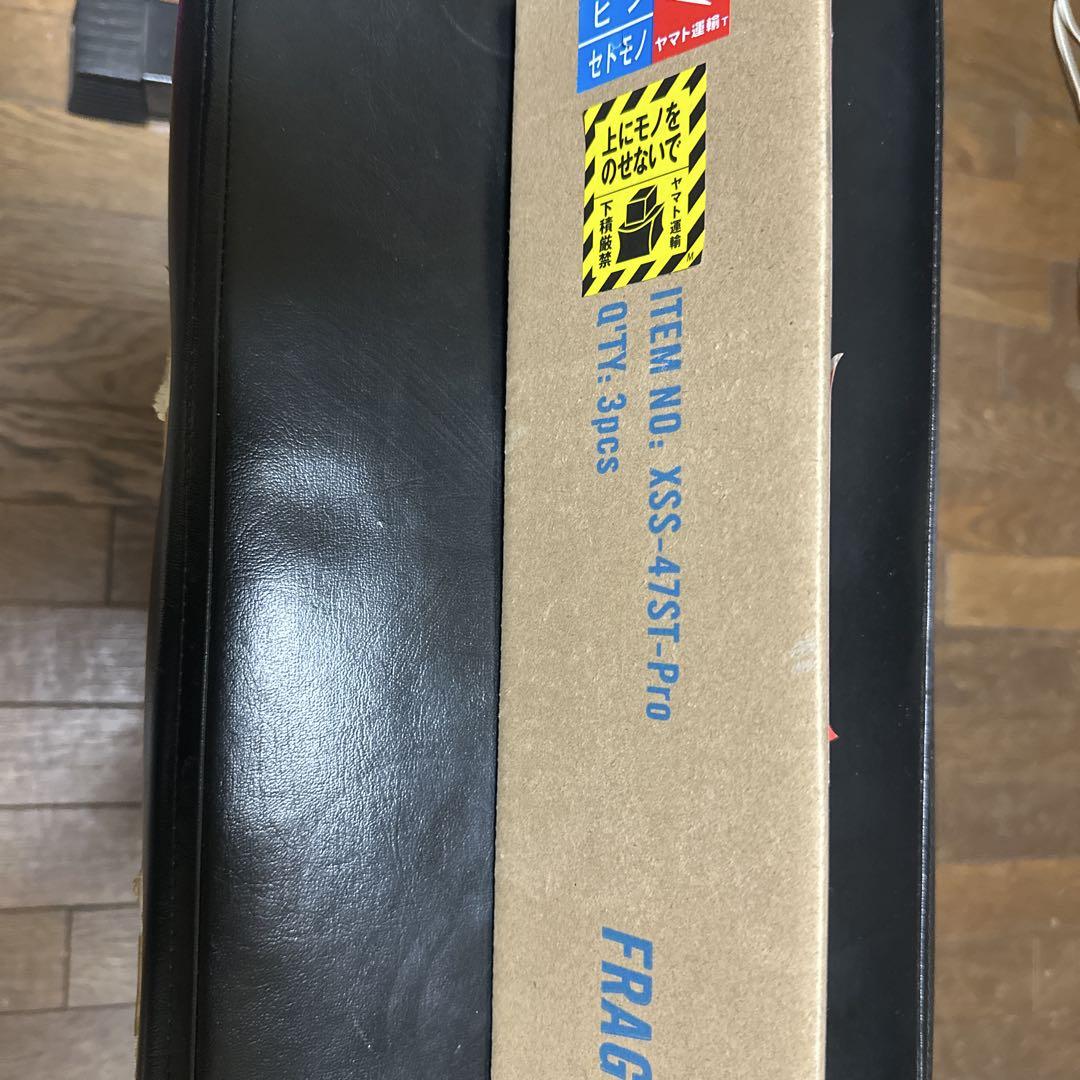 セトモノ
ヤマト運輸T
上にモノを
のせないで
ヤマト運輸
下積厳禁
M
ITEM NO: XSS-47ST-Pro
Q'TY: 3pcs
FRAG